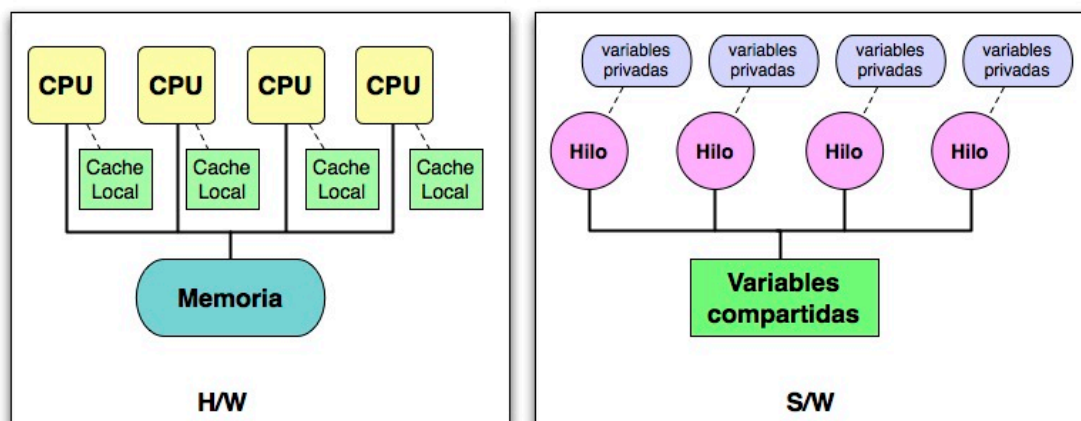 CPU
CPU
CPU
CPU
Cache
Local
Cache
Local
Cache
Local
Cache
Local
Memoria
H/W
variables
privadas
variables
privadas
variables
privadas
variables
privadas
Hilo
Hilo
Hilo
Hilo
Variables
compartidas
S/W